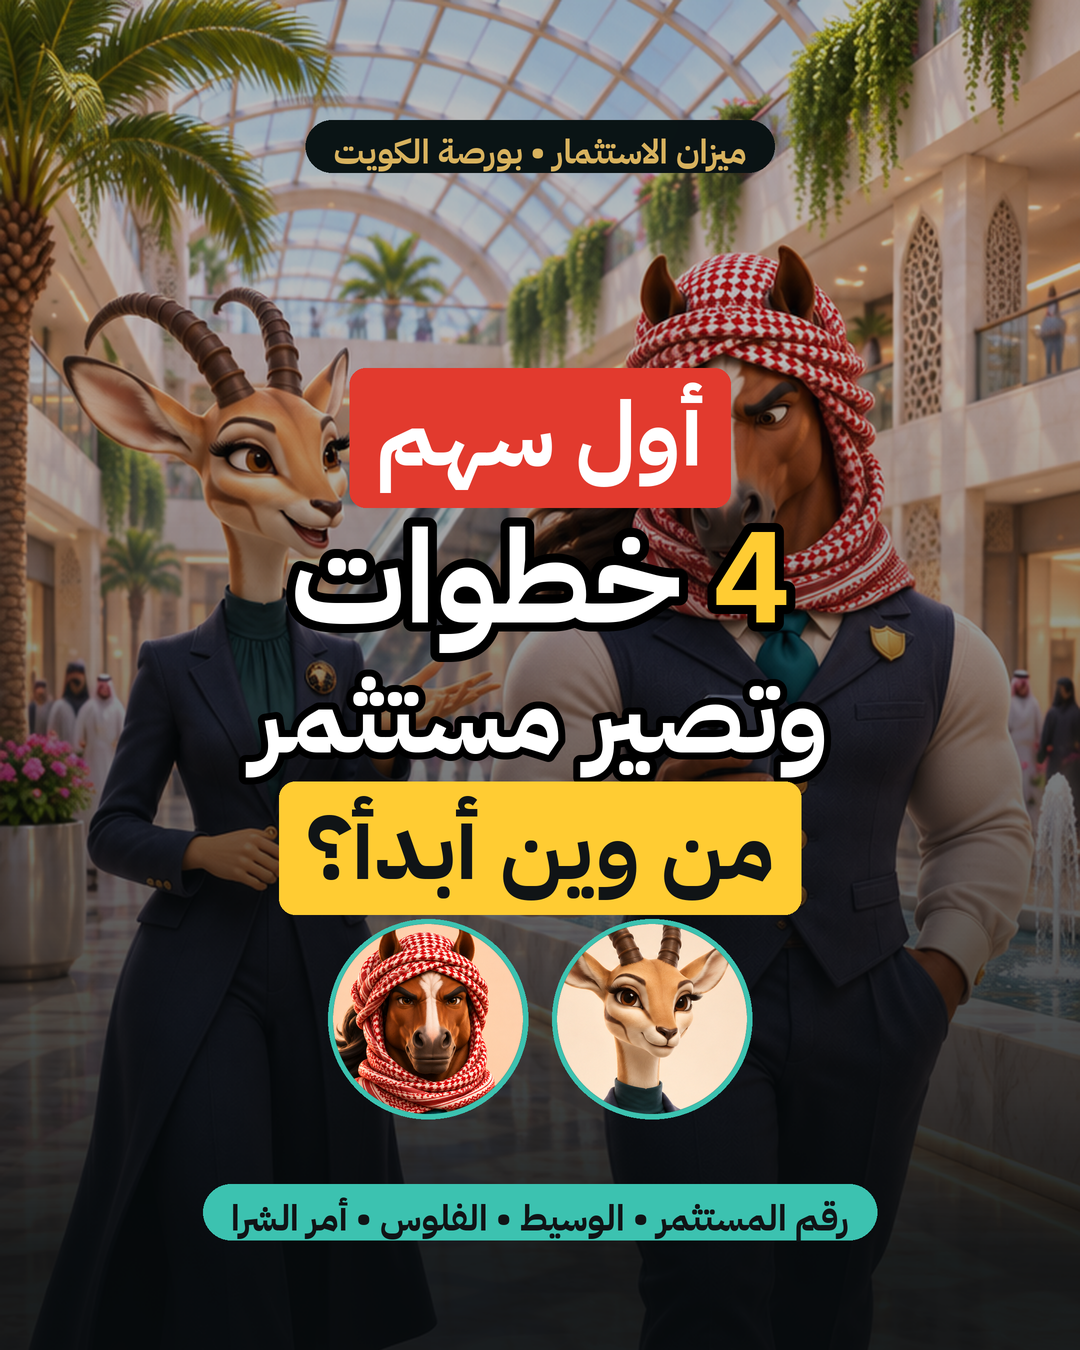 ميزان الاستثمار • بورصة الكويت
أول سهم
4 خطوات
وتصير مستثمر
من وين أبدأ؟
رقم المستثمر • الوسيط • الفلوس • أمر الشرا